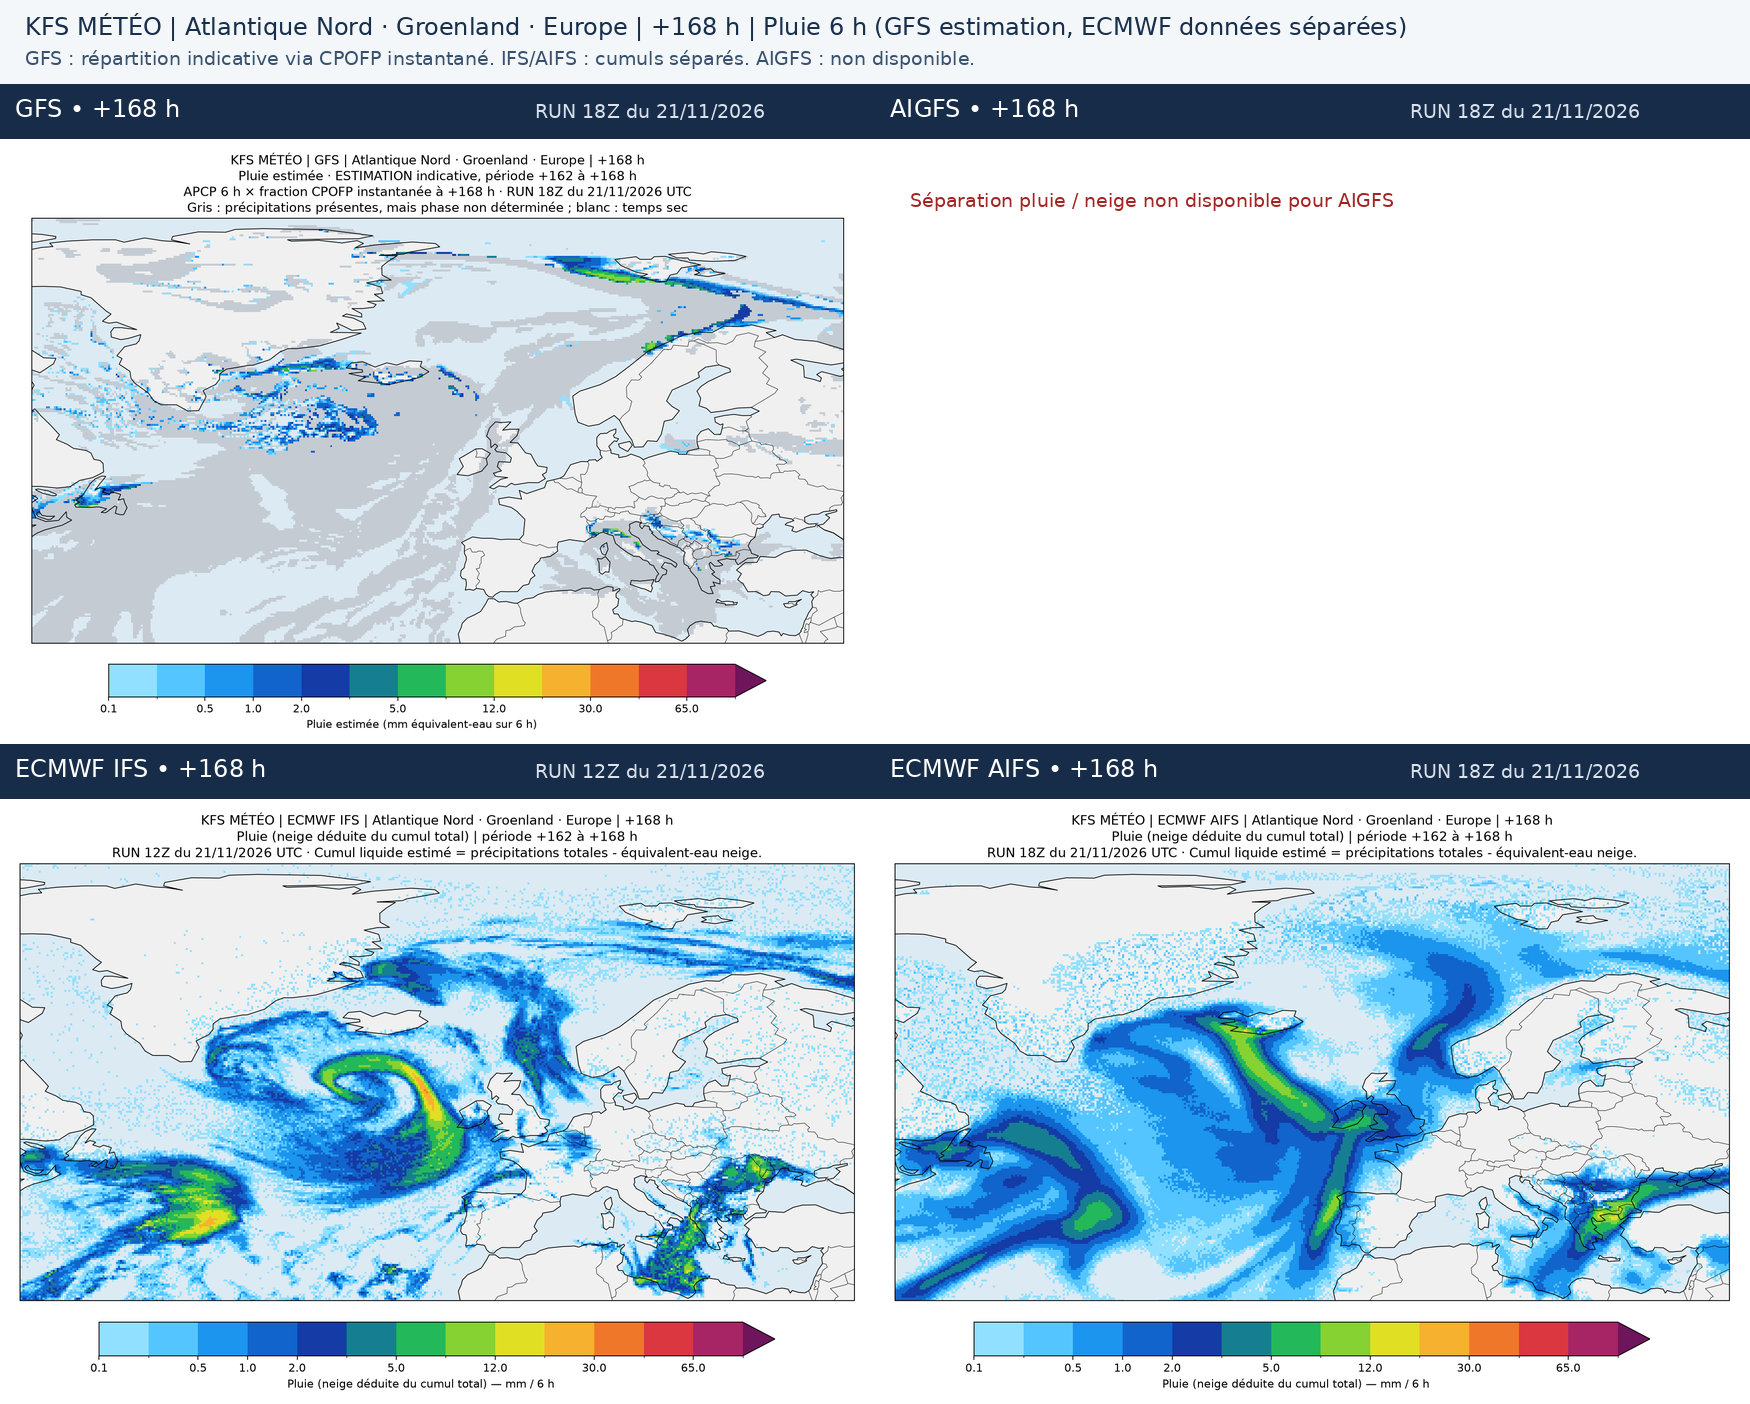 KFS MÉTÉO | Atlantique Nord · Groenland · Europe | +168 h | Pluie 6 h (GFS estimation, ECMWF données séparées)
GFS : répartition indicative via CPOFP instantané. IFS/AIFS : cumuls séparés. AIGFS : non disponible.
GFS • +168 h
RUN 18Z du 21/11/2026
AIGFS • +168 h
RUN 18Z du 21/11/2026
KFS MÉTÉO | GFS | Atlantique Nord · Groenland · Europe | +168 h
Pluie estimée · ESTIMATION indicative, période +162 à +168 h
APCP 6 h × fraction CPOFP instantanée à +168 h · RUN 18Z du 21/11/2026 UTC
Gris : précipitations présentes, mais phase non déterminée ; blanc : temps sec
Séparation pluie / neige non disponible pour AIGFS
0.1 0.5 1.0 2.0 5.0 12.0 30.0 65.0
Pluie estimée (mm équivalent-eau sur 6 h)
ECMWF IFS • +168 h
RUN 12Z du 21/11/2026
ECMWF AIFS • +168 h
RUN 18Z du 21/11/2026
KFS MÉTÉO | ECMWF IFS | Atlantique Nord · Groenland · Europe | +168 h
Pluie (neige déduite du cumul total) | période +162 à +168 h
RUN 12Z du 21/11/2026 UTC · Cumul liquide estimé = précipitations totales - équivalent-eau neige.
KFS MÉTÉO | ECMWF AIFS | Atlantique Nord · Groenland · Europe | +168 h
Pluie (neige déduite du cumul total) | période +162 à +168 h
RUN 18Z du 21/11/2026 UTC · Cumul liquide estimé = précipitations totales - équivalent-eau neige.
0.1 0.5 1.0 2.0 5.0 12.0 30.0 65.0
Pluie (neige déduite du cumul total) — mm / 6 h
0.1 0.5 1.0 2.0 5.0 12.0 30.0 65.0
Pluie (neige déduite du cumul total) — mm / 6 h